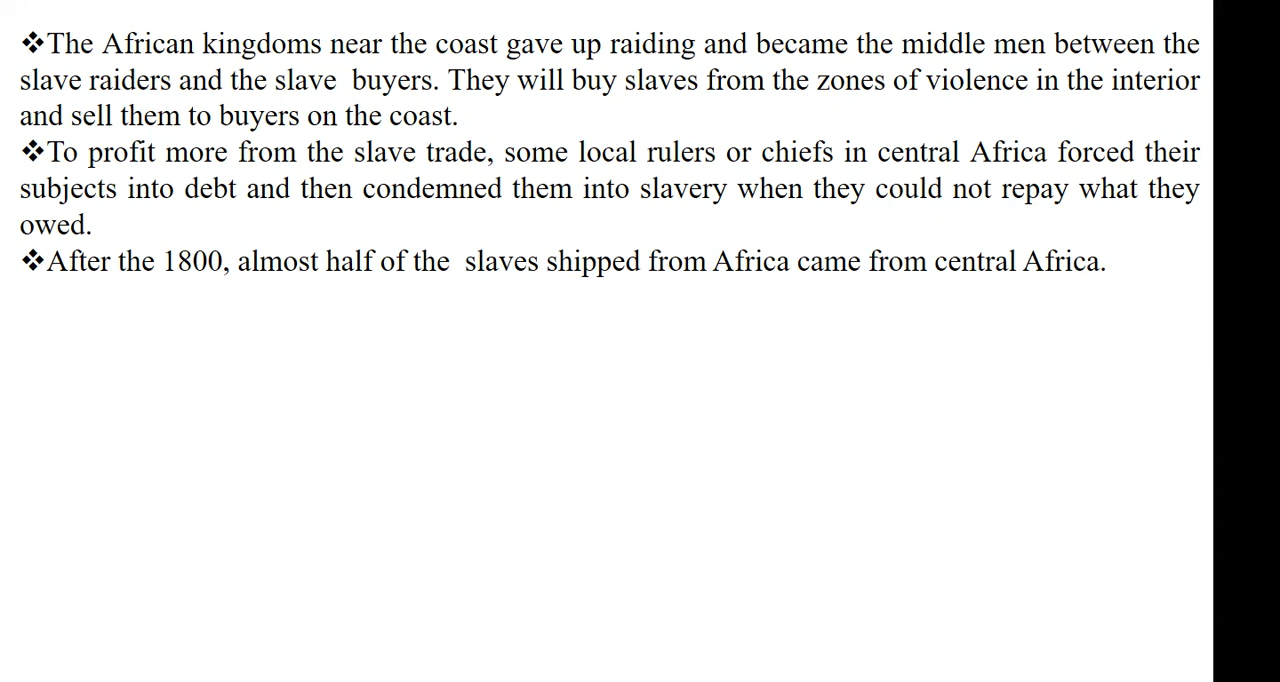 ❖The African kingdoms near the coast gave up raiding and became the middle men between the
slave raiders and the slave  buyers. They will buy slaves from the zones of violence in the interior
and sell them to buyers on the coast.
❖To profit more from the slave trade, some local rulers or chiefs in central Africa forced their
subjects into debt and then condemned them into slavery when they could not repay what they
owed.
❖After the 1800, almost half of the  slaves shipped from Africa came from central Africa.